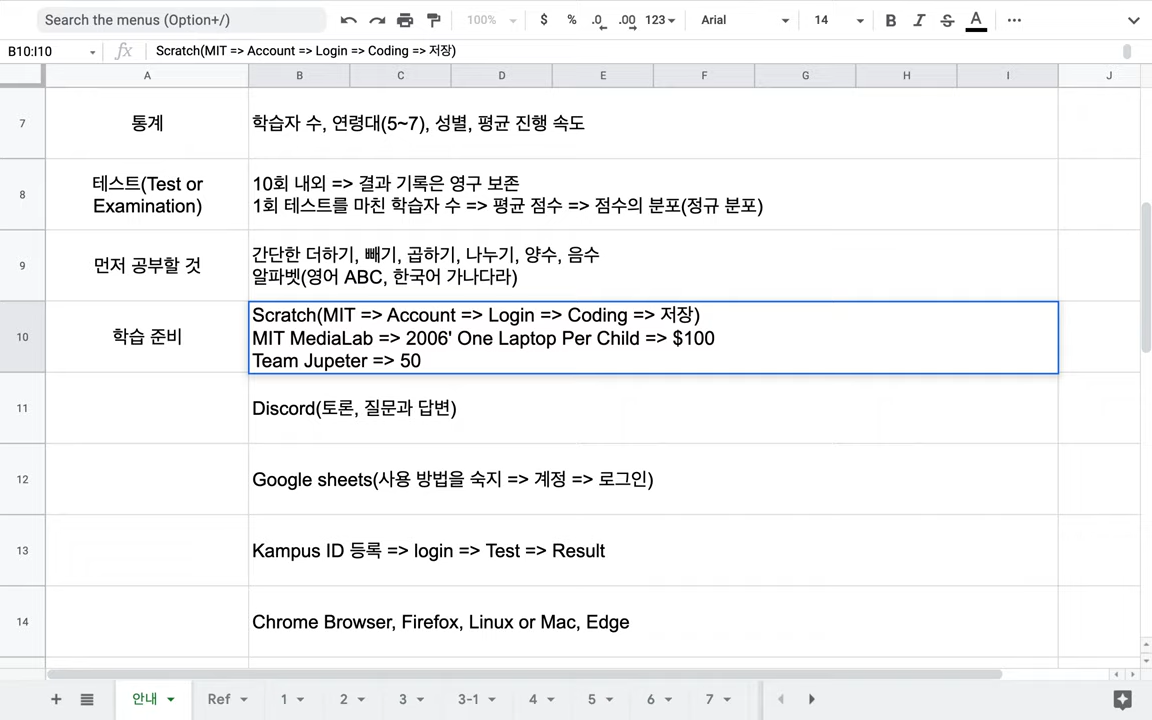 Search the menus (Option+/)
100%
$ % .0 .00 123
Arial
14
B I S A
B10:I10
fx
Scratch(MIT => Account => Login => Coding => 저장)
A B C D E F G H I J
7
통계
학습자 수, 연령대(5~7), 성별, 평균 진행 속도
8
테스트(Test or
Examination)
10회 내외 => 결과 기록은 영구 보존
1회 테스트를 마친 학습자 수 => 평균 점수 => 점수의 분포(정규 분포)
9
먼저 공부할 것
간단한 더하기, 빼기, 곱하기, 나누기, 양수, 음수
알파벳(영어 ABC, 한국어 가나다라)
10
학습 준비
Scratch(MIT => Account => Login => Coding => 저장)
MIT MediaLab => 2006' One Laptop Per Child => $100
Team Jupeter => 50
11
Discord(토론, 질문과 답변)
12
Google sheets(사용 방법을 숙지 => 계정 => 로그인)
13
Kampus ID 등록 => login => Test => Result
14
Chrome Browser, Firefox, Linux or Mac, Edge
안내 Ref 1 2 3 3-1 4 5 6 7